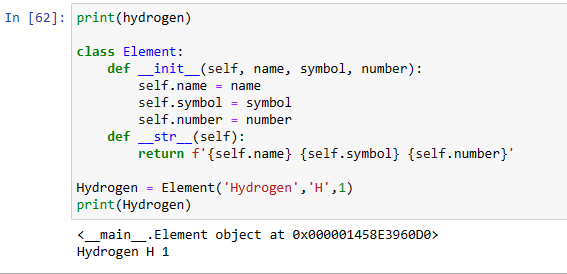 In [62]: print(hydrogen)
class Element:
def __init__(self, name, symbol, number):
self.name = name
self.symbol = symbol
self.number = number
def __str__(self):
return f'{self.name} {self.symbol} {self.number}'
Hydrogen = Element('Hydrogen','H',1)
print(Hydrogen)
<__main__.Element object at 0x000001458E3960D0>
Hydrogen H 1